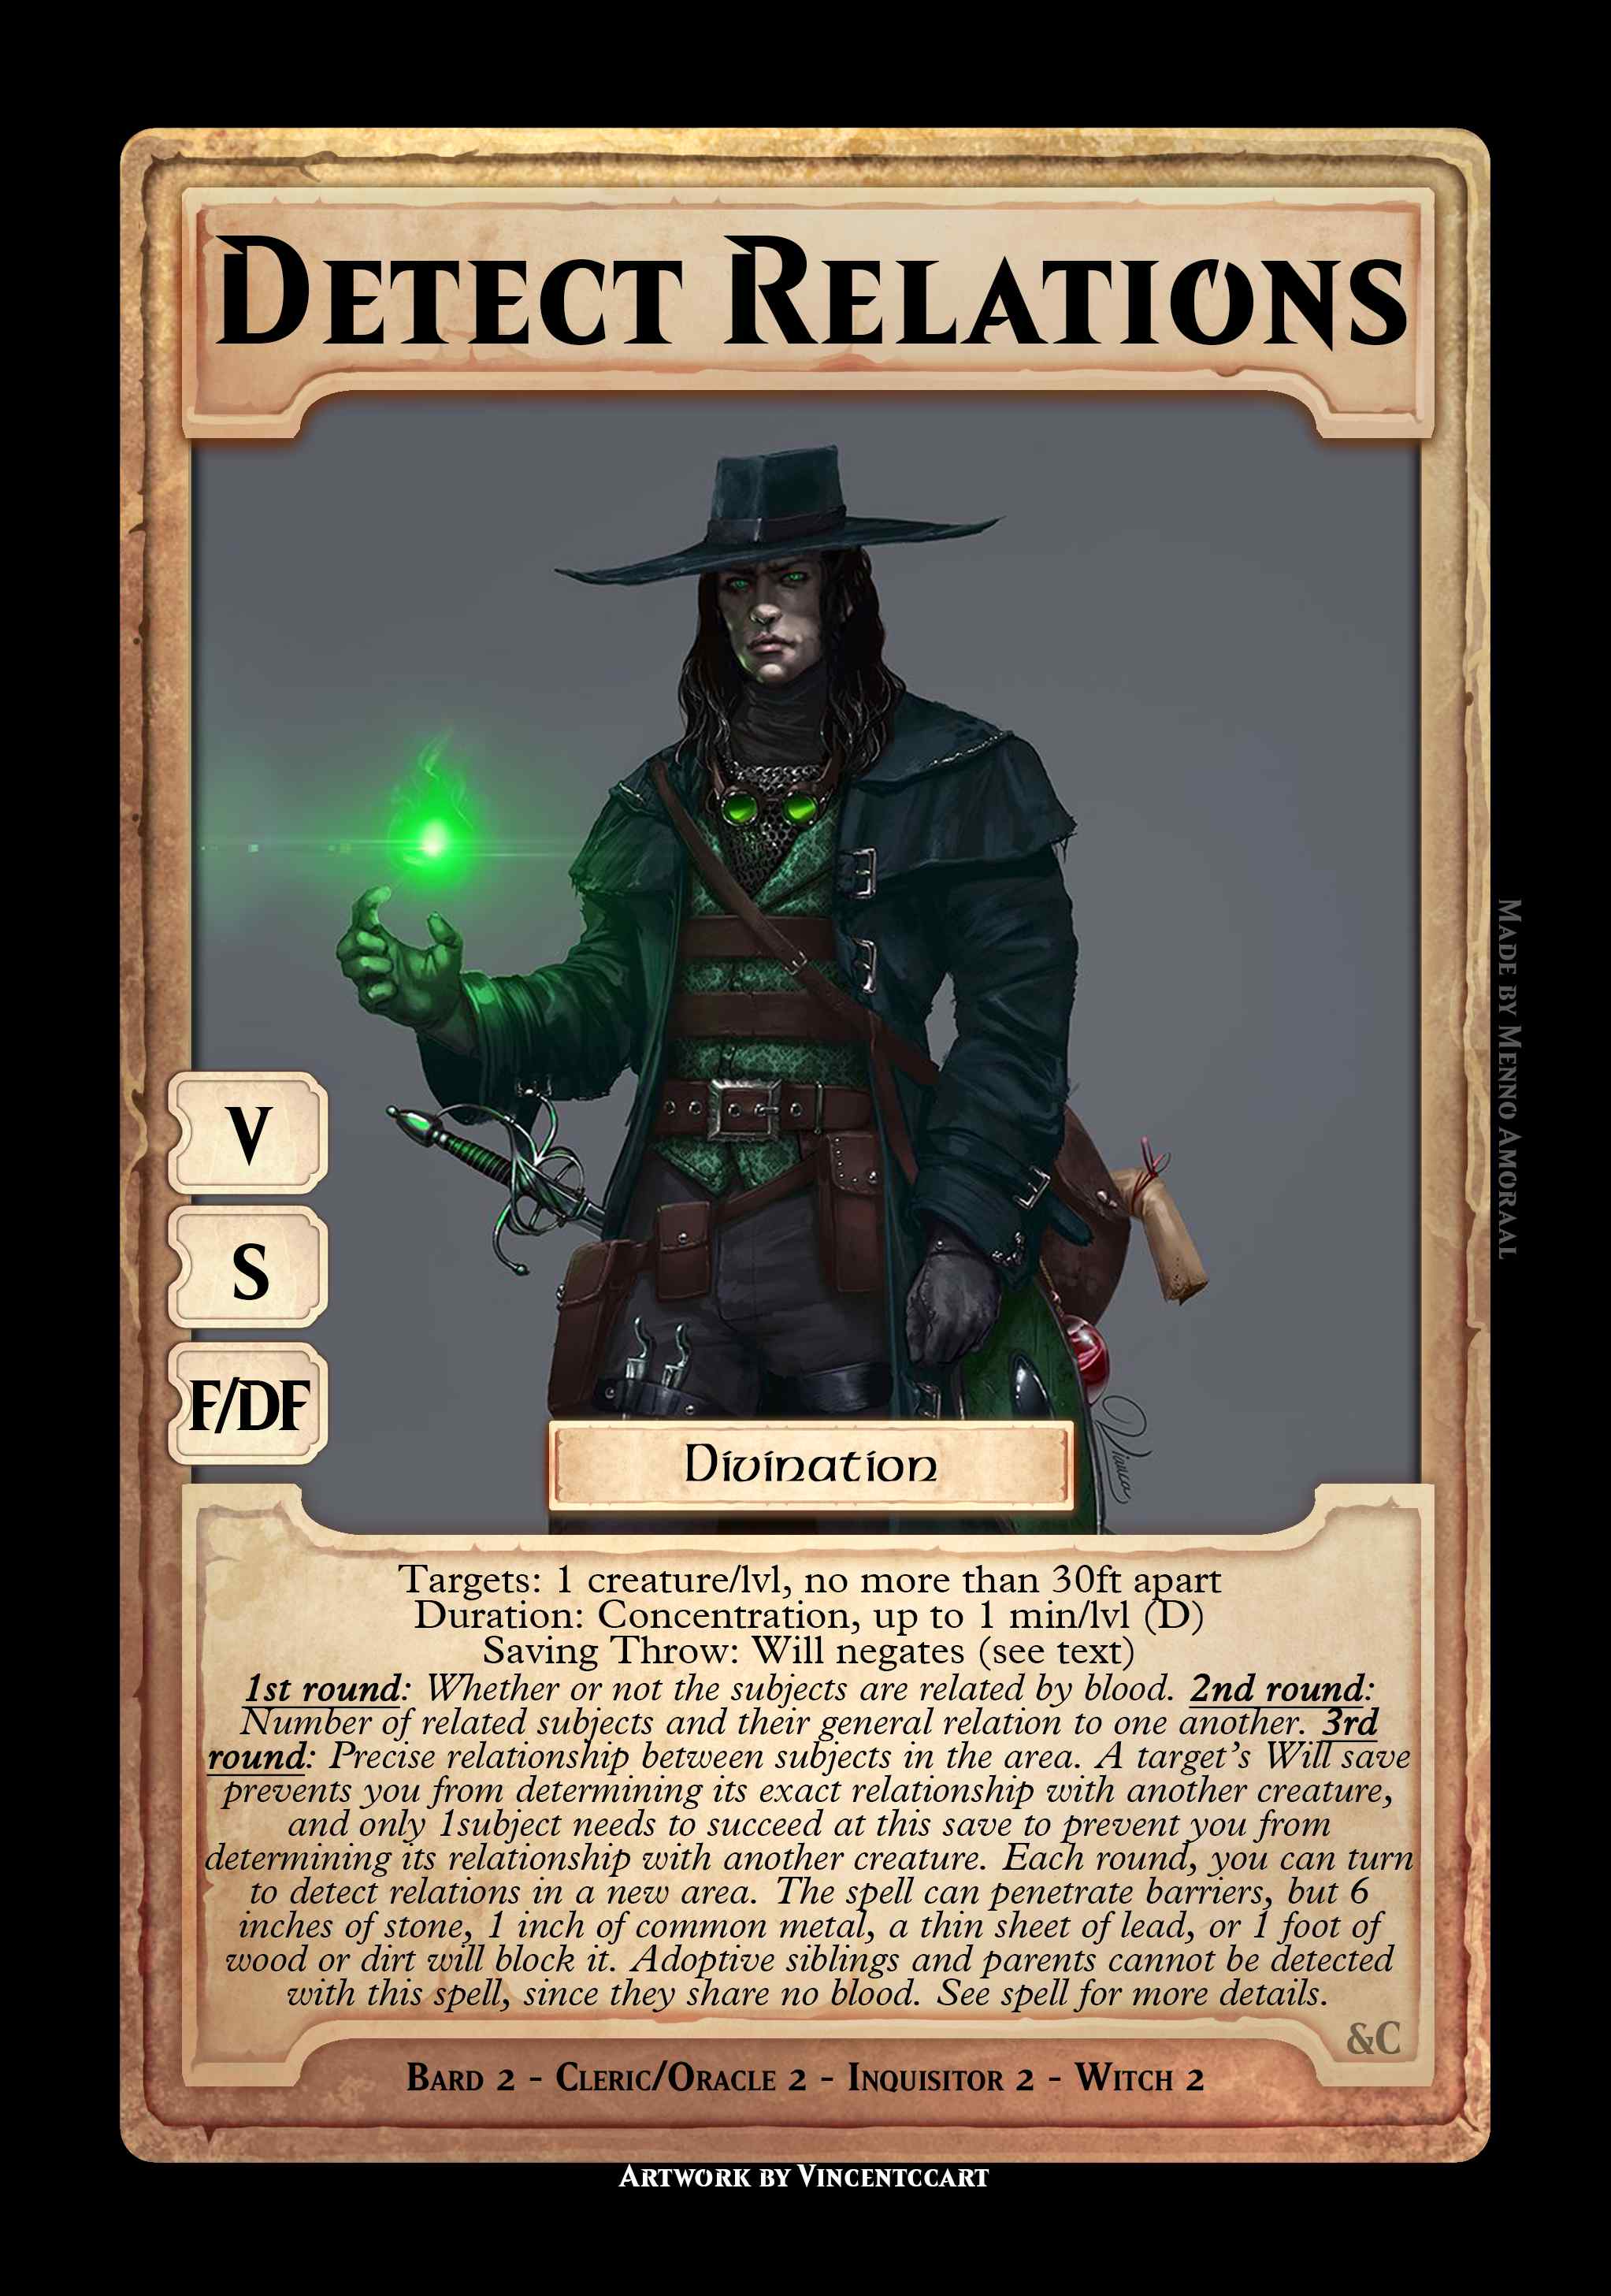 Detect Relations
V
S
F/DF
Divination
Targets: 1 creature/lvl, no more than 30ft apart
Duration: Concentration, up to 1 min/lvl (D)
Saving Throw: Will negates (see text)
1st round: Whether or not the subjects are related by blood. 2nd round:
Number of related subjects and their general relation to one another. 3rd
round: Precise relationship between subjects in the area. A target's Will save
prevents you from determining its exact relationship with another creature,
and only 1subject needs to succeed at this save to prevent you from
determining its relationship with another creature. Each round, you can turn
to detect relations in a new area. The spell can penetrate barriers, but 6
inches of stone, 1 inch of common metal, a thin sheet of lead, or 1 foot of
wood or dirt will block it. Adoptive siblings and parents cannot be detected
with this spell, since they share no blood. See spell for more details.
&C
Bard 2 - Cleric/Oracle 2 - Inquisitor 2 - Witch 2
Artwork by Vincentccart
Made by Menno Amoraal